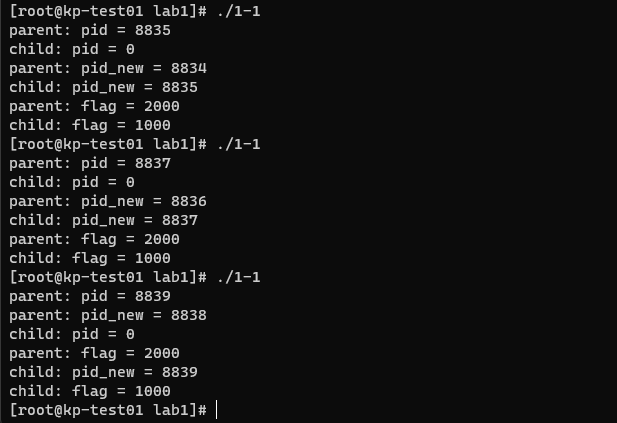 [root@kp-test01 lab1]# ./1-1
parent: pid = 8835
child: pid = 0
parent: pid_new = 8834
child: pid_new = 8835
parent: flag = 2000
child: flag = 1000
[root@kp-test01 lab1]# ./1-1
parent: pid = 8837
child: pid = 0
parent: pid_new = 8836
child: pid_new = 8837
parent: flag = 2000
child: flag = 1000
[root@kp-test01 lab1]# ./1-1
parent: pid = 8839
parent: pid_new = 8838
child: pid = 0
parent: flag = 2000
child: pid_new = 8839
child: flag = 1000
[root@kp-test01 lab1]#